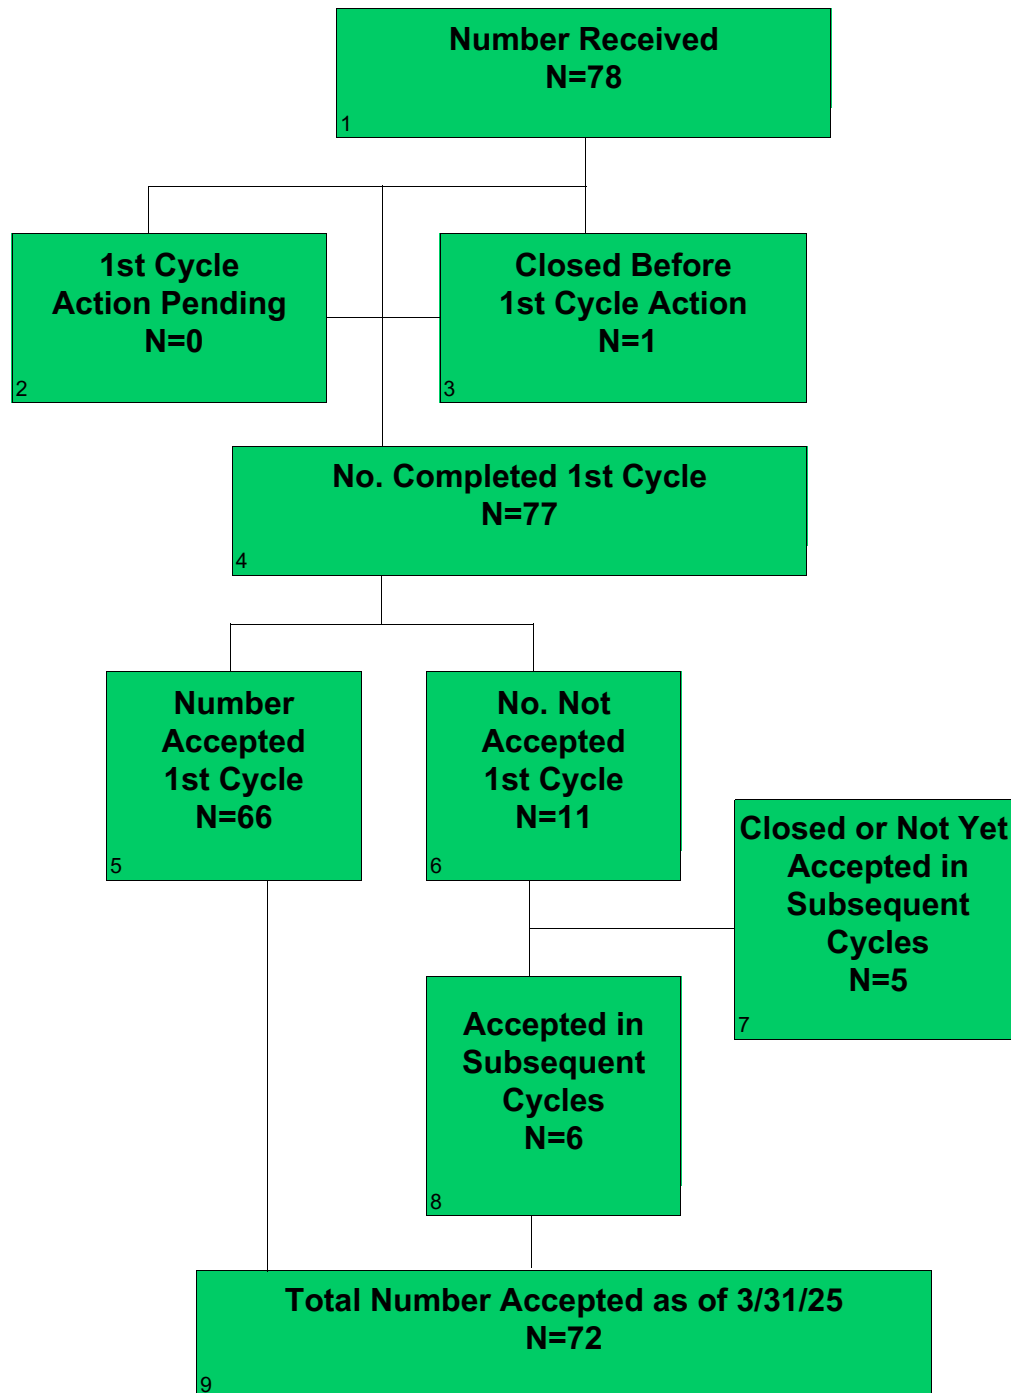 Number Received
N=78
1
1st Cycle
Action Pending
N=0
2
Closed Before
1st Cycle Action
N=1
3
No. Completed 1st Cycle
N=77
4
Number
Accepted
1st Cycle
N=66
5
No. Not
Accepted
1st Cycle
N=11
6
Closed or Not Yet
Accepted in
Subsequent
Cycles
N=5
7
Accepted in
Subsequent
Cycles
N=6
8
Total Number Accepted as of 3/31/25
N=72
9